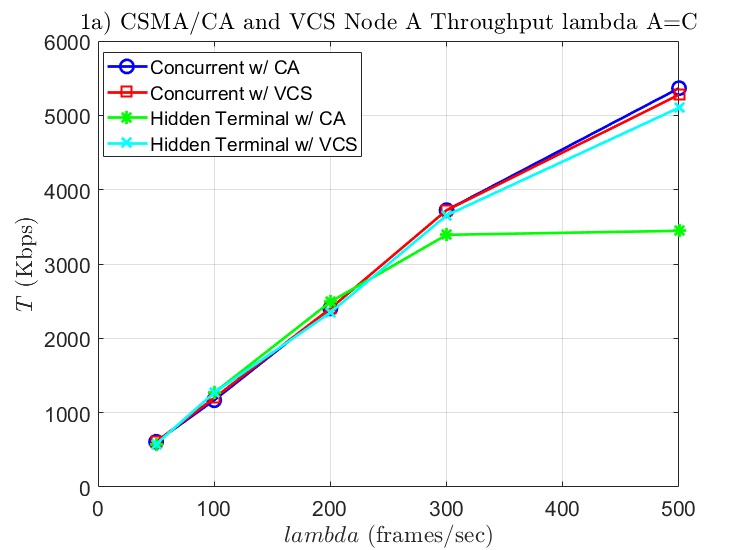 1a) CSMA/CA and VCS Node A Throughput lambda A=C
6000
5000
4000
3000
2000
1000
0
T (Kbps)
Concurrent w/ CA
Concurrent w/ VCS
Hidden Terminal w/ CA
Hidden Terminal w/ VCS
0 100 200 300 400 500
lambda (frames/sec)